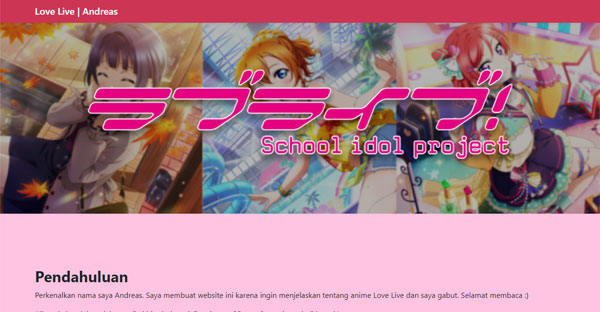 Love Live | Andreas
ラブライブ!
School idol project
Pendahuluan
Perkenalkan nama saya Andreas. Saya membuat website ini karena ingin menjelaskan tentang anime Love Live dan saya gabut. Selamat membaca :)